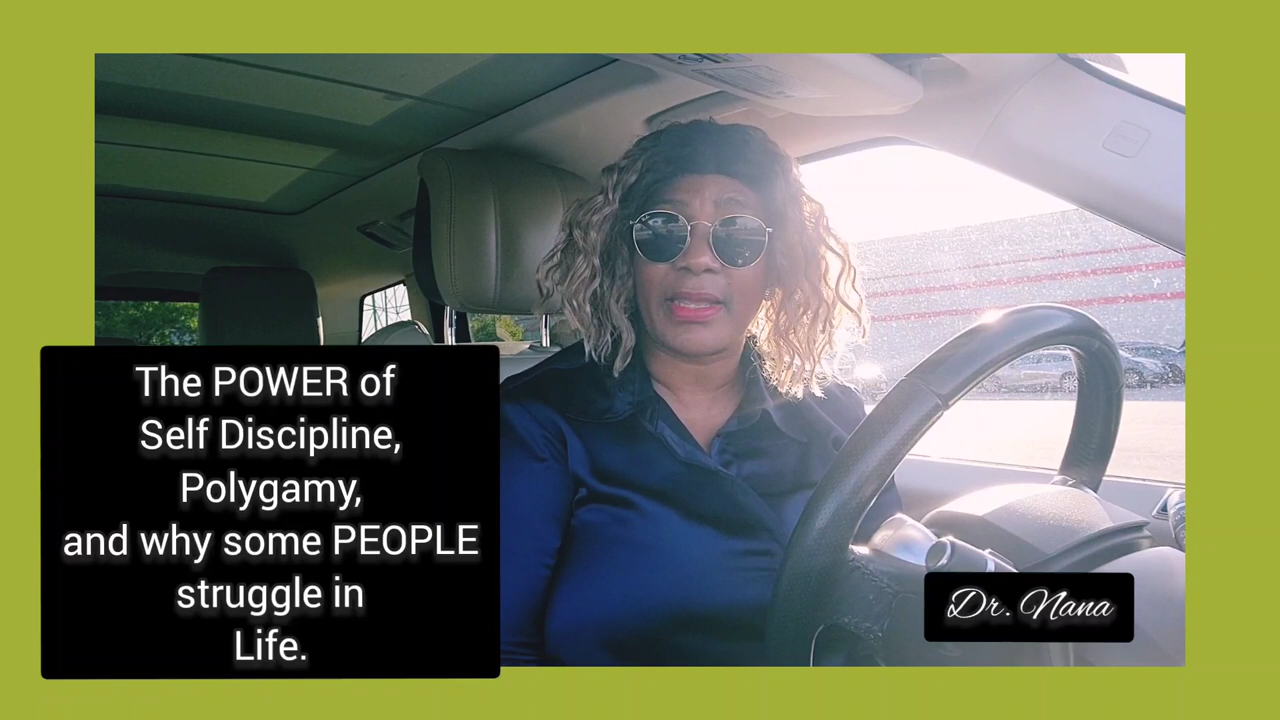 The POWER of
Self Discipline,
Polygamy,
and why some PEOPLE
struggle in
Life.
Dr. Nana